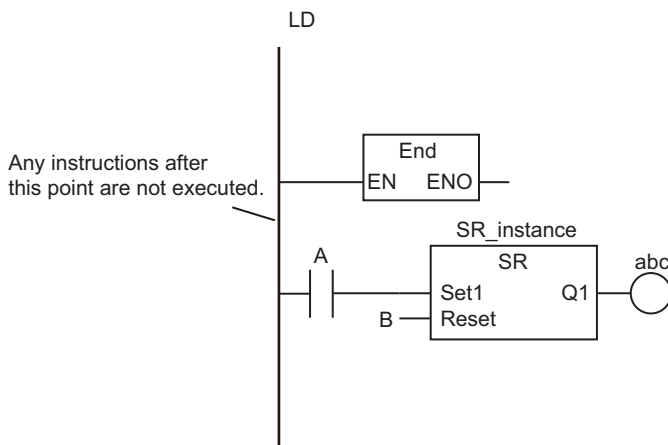 LD
End
EN ENO
Any instructions after
this point are not executed.
SR_instance
A
SR
abc
Set1 Q1
B Reset